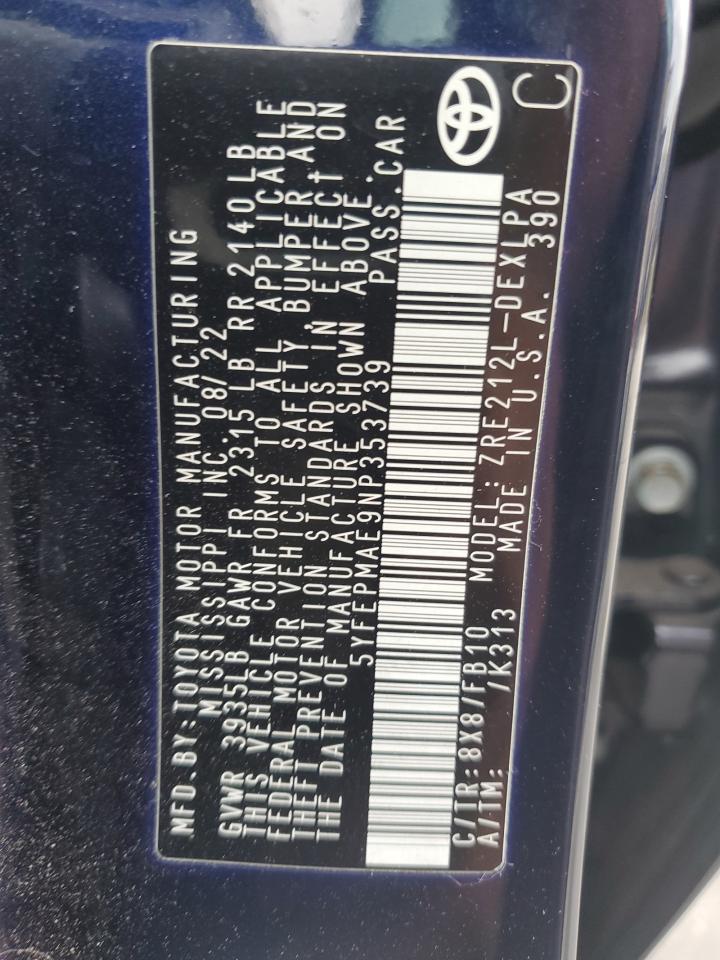 MFD.BY:TOYOTA MOTOR MANUFACTURING
MISSISSIPPI INC. 08/22
GVWR 3935LB GAWR FR 2315 LB RR 2140 LB
THIS VEHICLE CONFORMS TO ALL APPLICABLE
FEDERAL MOTOR VEHICLE SAFETY, BUMPER AND
THEFT PREVENTION STANDARDS IN EFFECT ON
THE DATE OF MANUFACTURE SHOWN ABOVE.
5YFEPMAE9NP353739 PASS.CAR
C/TR:8X8/FB10 MODEL:ZRE212L-DEXLPA
A/TM: /K313 MADE IN U.S.A. 390
C